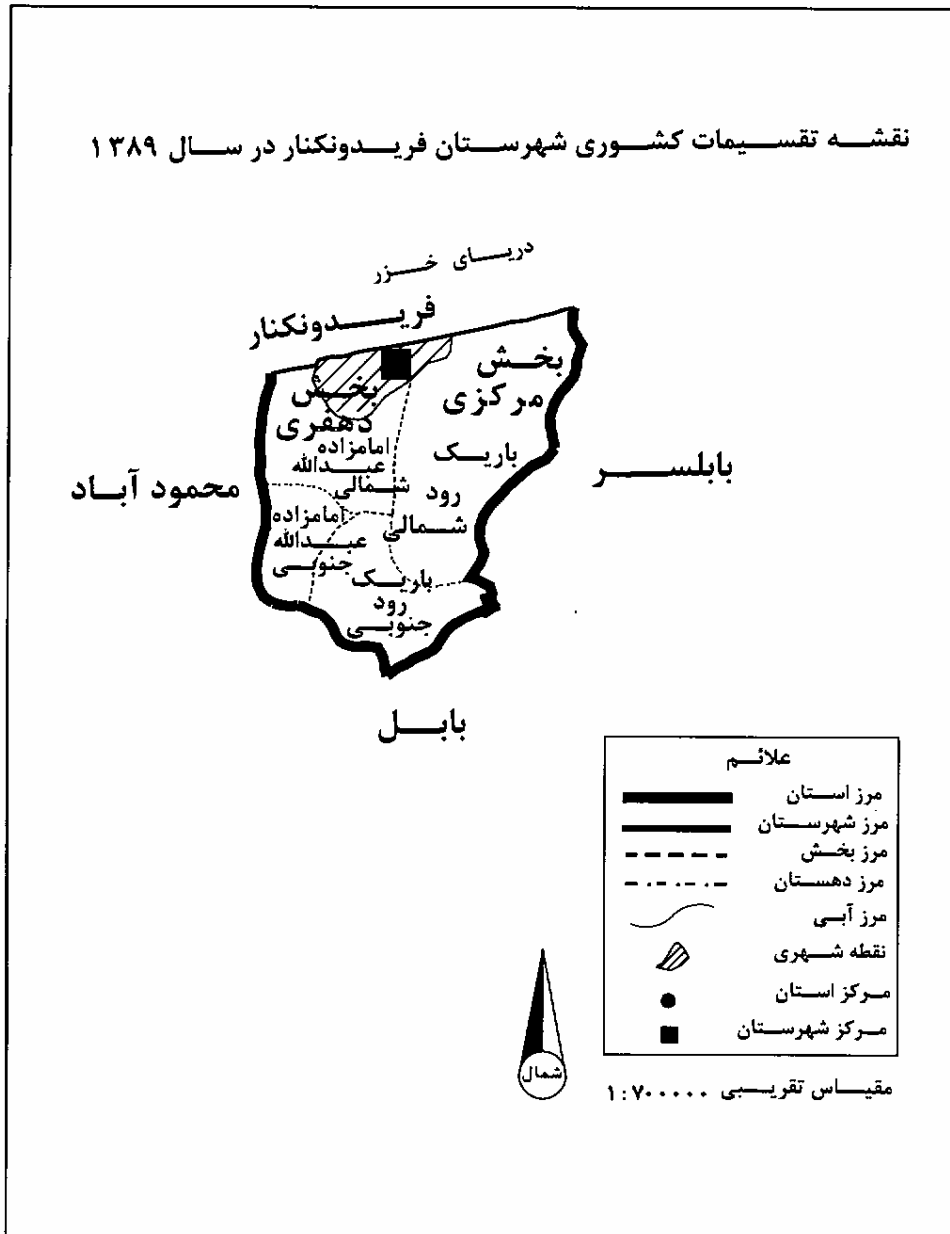 نقشه تقسیمات کشوری شهرستان فریدونکنار در سال ۱۳۸۹
دریای خزر
فریدونکنار
بخش
مرکزی
بخش
دهفری
امامزاده
عبدالله
شمالی
باریک
رود
شمالی
بابلسر
محمود آباد
امامزاده
عبدالله
جنوبی
باریک
رود
جنوبی
بابل
علائم
مرز استان
مرز شهرستان
مرز بخش
مرز دهستان
مرز آبی
نقطه شهری
مرکز استان
مرکز شهرستان
شمال
مقیاس تقریبی ۱:۷۰۰۰۰۰